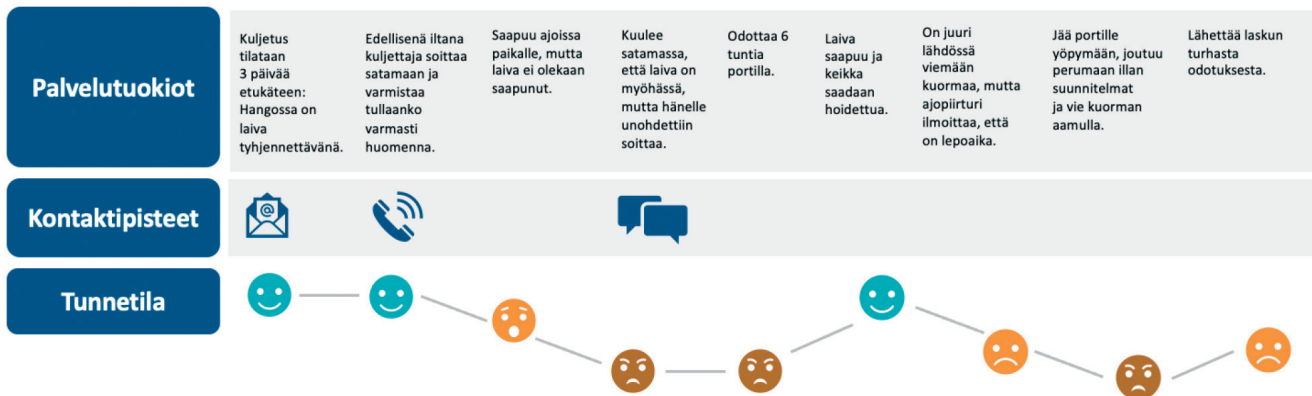 Palvelutuokiot
Kuljetus
tilataan
3 päivää
etukäteen:
Hangossa on
laiva
tyhjennettävänä.
Edellisenä iltana
kuljettaja soittaa
satamaan ja
varmistaa
tullaanko
varmasti
huomenna.
Saapuu ajoissa
paikalle, mutta
laiva ei olekaan
saapunut.
Kuulee
satamassa,
että laiva on
myöhässä,
mutta hänelle
unohdettiin
soittaa.
Odottaa 6
tuntia
portilla.
Laiva
saapuu ja
keikka
saadaan
hoidettua.
On juuri
lähdössä
viemään
kuormaa, mutta
ajopiirturi
ilmoittaa, että
on lepoaika.
Jää portille
yöpymään, joutuu
perumaan illan
suunnitelmat
ja vie kuorman
aamulla.
Lähettää laskun
turhasta
odotuksesta.
Kontaktipisteet
@
Tunnetila